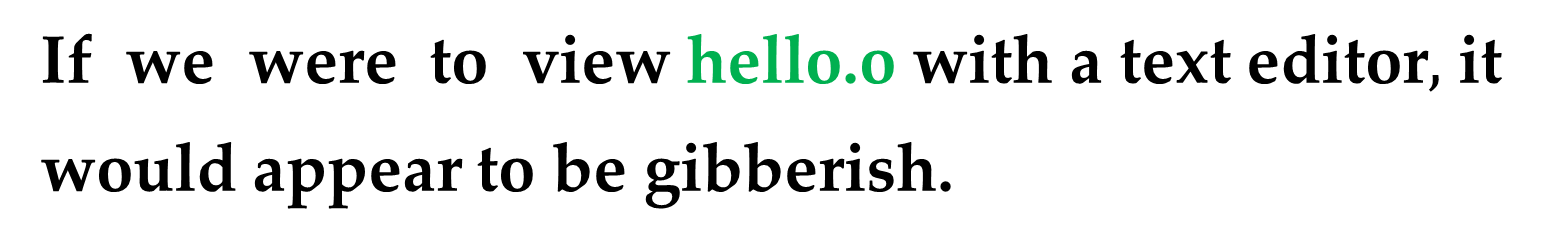 If we were to view hello.o with a text editor, it
would appear to be gibberish.